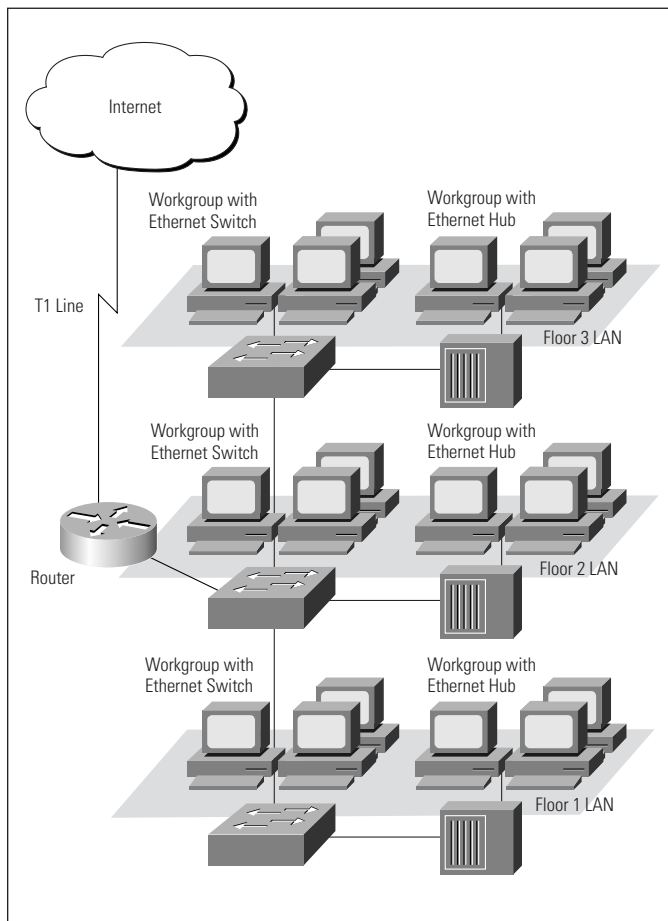 Internet
Workgroup with
Ethernet Switch
Workgroup with
Ethernet Hub
T1 Line
Floor 3 LAN
Workgroup with
Ethernet Switch
Workgroup with
Ethernet Hub
Router
Floor 2 LAN
Workgroup with
Ethernet Switch
Workgroup with
Ethernet Hub
Floor 1 LAN